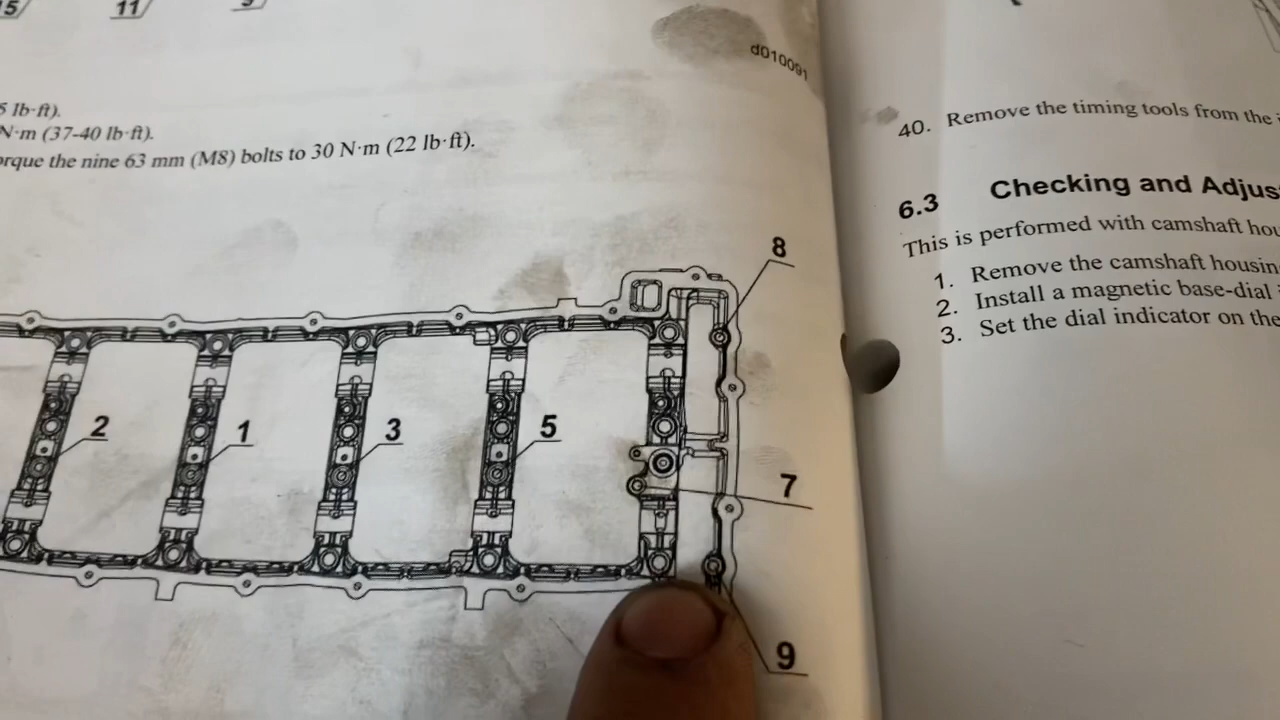 5
11
9
d010091
5 lb·ft).
N·m (37-40 lb·ft).
orque the nine 63 mm (M8) bolts to 30 N·m (22 lb·ft).
8
2
1
3
5
7
9
40. Remove the timing tools from the
6.3 Checking and Adjus
This is performed with camshaft hou
1. Remove the camshaft housin
2. Install a magnetic base-dial
3. Set the dial indicator on the